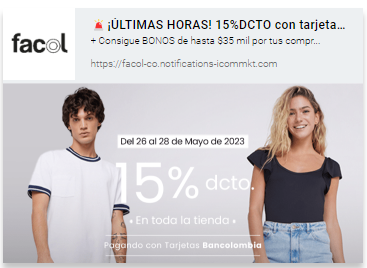 facol
🚨 ¡ÚLTIMAS HORAS! 15%DCTO con tarjeta...
+ Consigue BONOS de hasta $35 mil por tus compr...
https://facol-co.notifications-icommkt.com
Del 26 al 28 de Mayo de 2023
15% dcto.
♦ En toda la tienda ♦
Pagando con Tarjetas Bancolombia